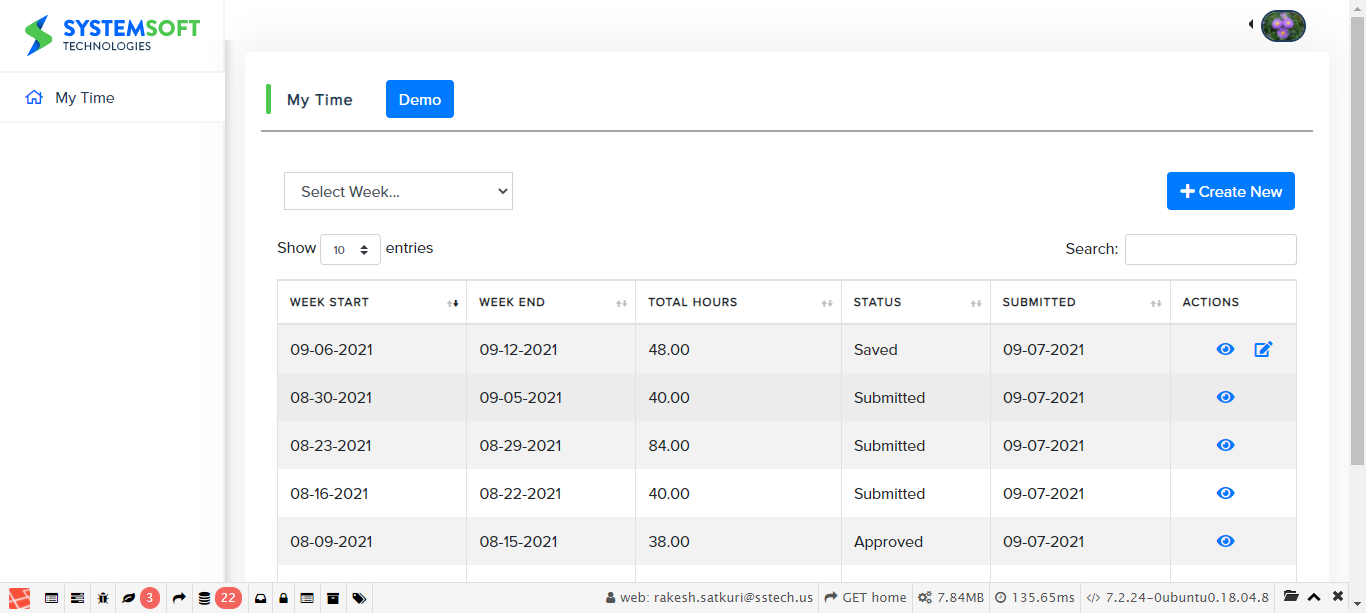 SYSTEMSOFT
TECHNOLOGIES
My Time
My Time
Demo
Select Week...
Create New
Show 10 entries
Search:
WEEK START WEEK END TOTAL HOURS STATUS SUBMITTED ACTIONS
09-06-2021 09-12-2021 48.00 Saved 09-07-2021
08-30-2021 09-05-2021 40.00 Submitted 09-07-2021
08-23-2021 08-29-2021 84.00 Submitted 09-07-2021
08-16-2021 08-22-2021 40.00 Submitted 09-07-2021
08-09-2021 08-15-2021 38.00 Approved 09-07-2021
3 22 web: rakesh.satkuri@sstech.us GET home 7.84MB 135.65ms 7.2.24-0ubuntu0.18.04.8